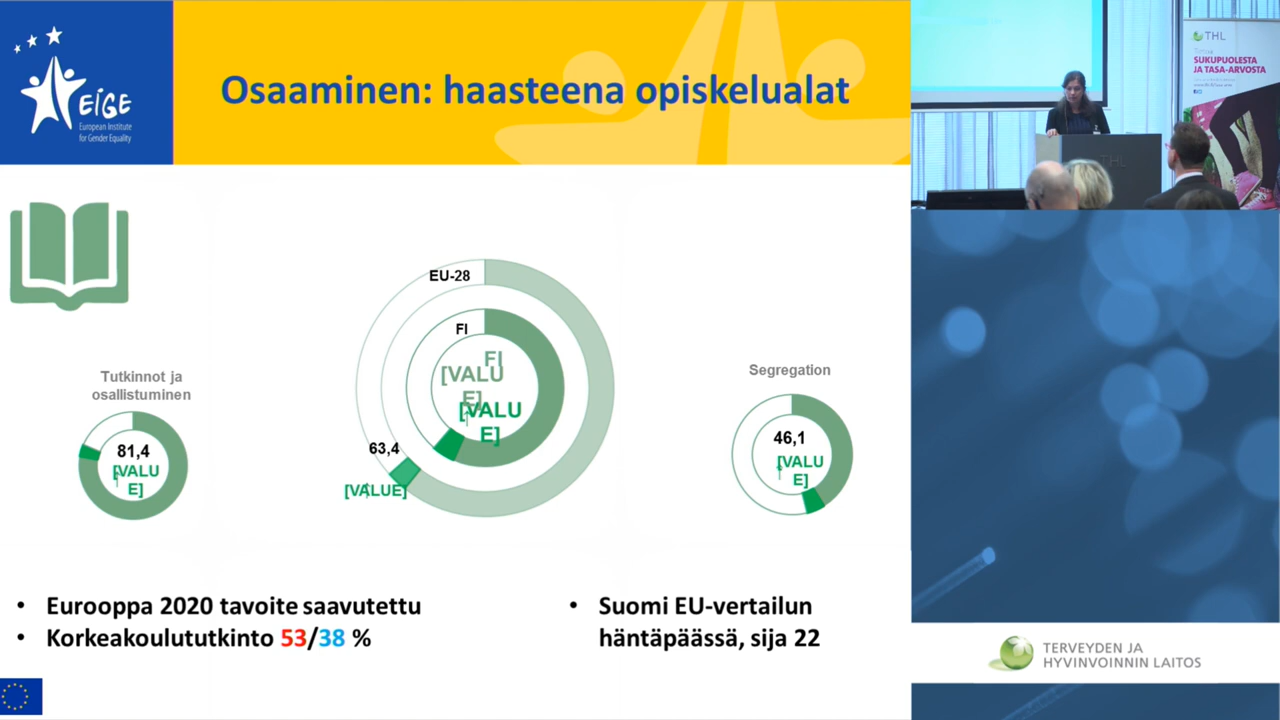 EIGE
European Institute
for Gender Equality
Osaaminen: haasteena opiskelualat
THL
SUKUPUOLESTA
JA TASA-ARVOSTA
THL
EU-28
FI
FI
[VALU
E]
[VALU
E]
63,4
[VALUE]
Tutkinnot ja
osallistuminen
81,4
[VALU
E]
Segregation
46,1
[VALU
E]
• Eurooppa 2020 tavoite saavutettu
• Korkeakoulututkinto 53/38 %
• Suomi EU-vertailun
häntäpäässä, sija 22
TERVEYDEN JA
HYVINVOINNIN LAITOS